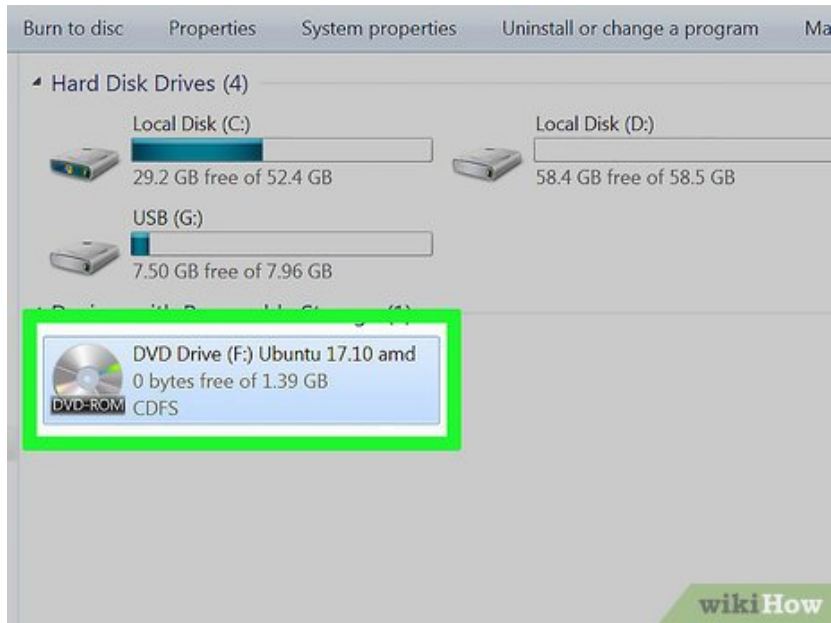 Burn to disc Properties System properties Uninstall or change a program Ma
Hard Disk Drives (4)
Local Disk (C:) Local Disk (D:)
29.2 GB free of 52.4 GB 58.4 GB free of 58.5 GB
USB (G:)
7.50 GB free of 7.96 GB
DVD Drive (F:) Ubuntu 17.10 amd
0 bytes free of 1.39 GB
DVD-ROM CDFS
wikiHow